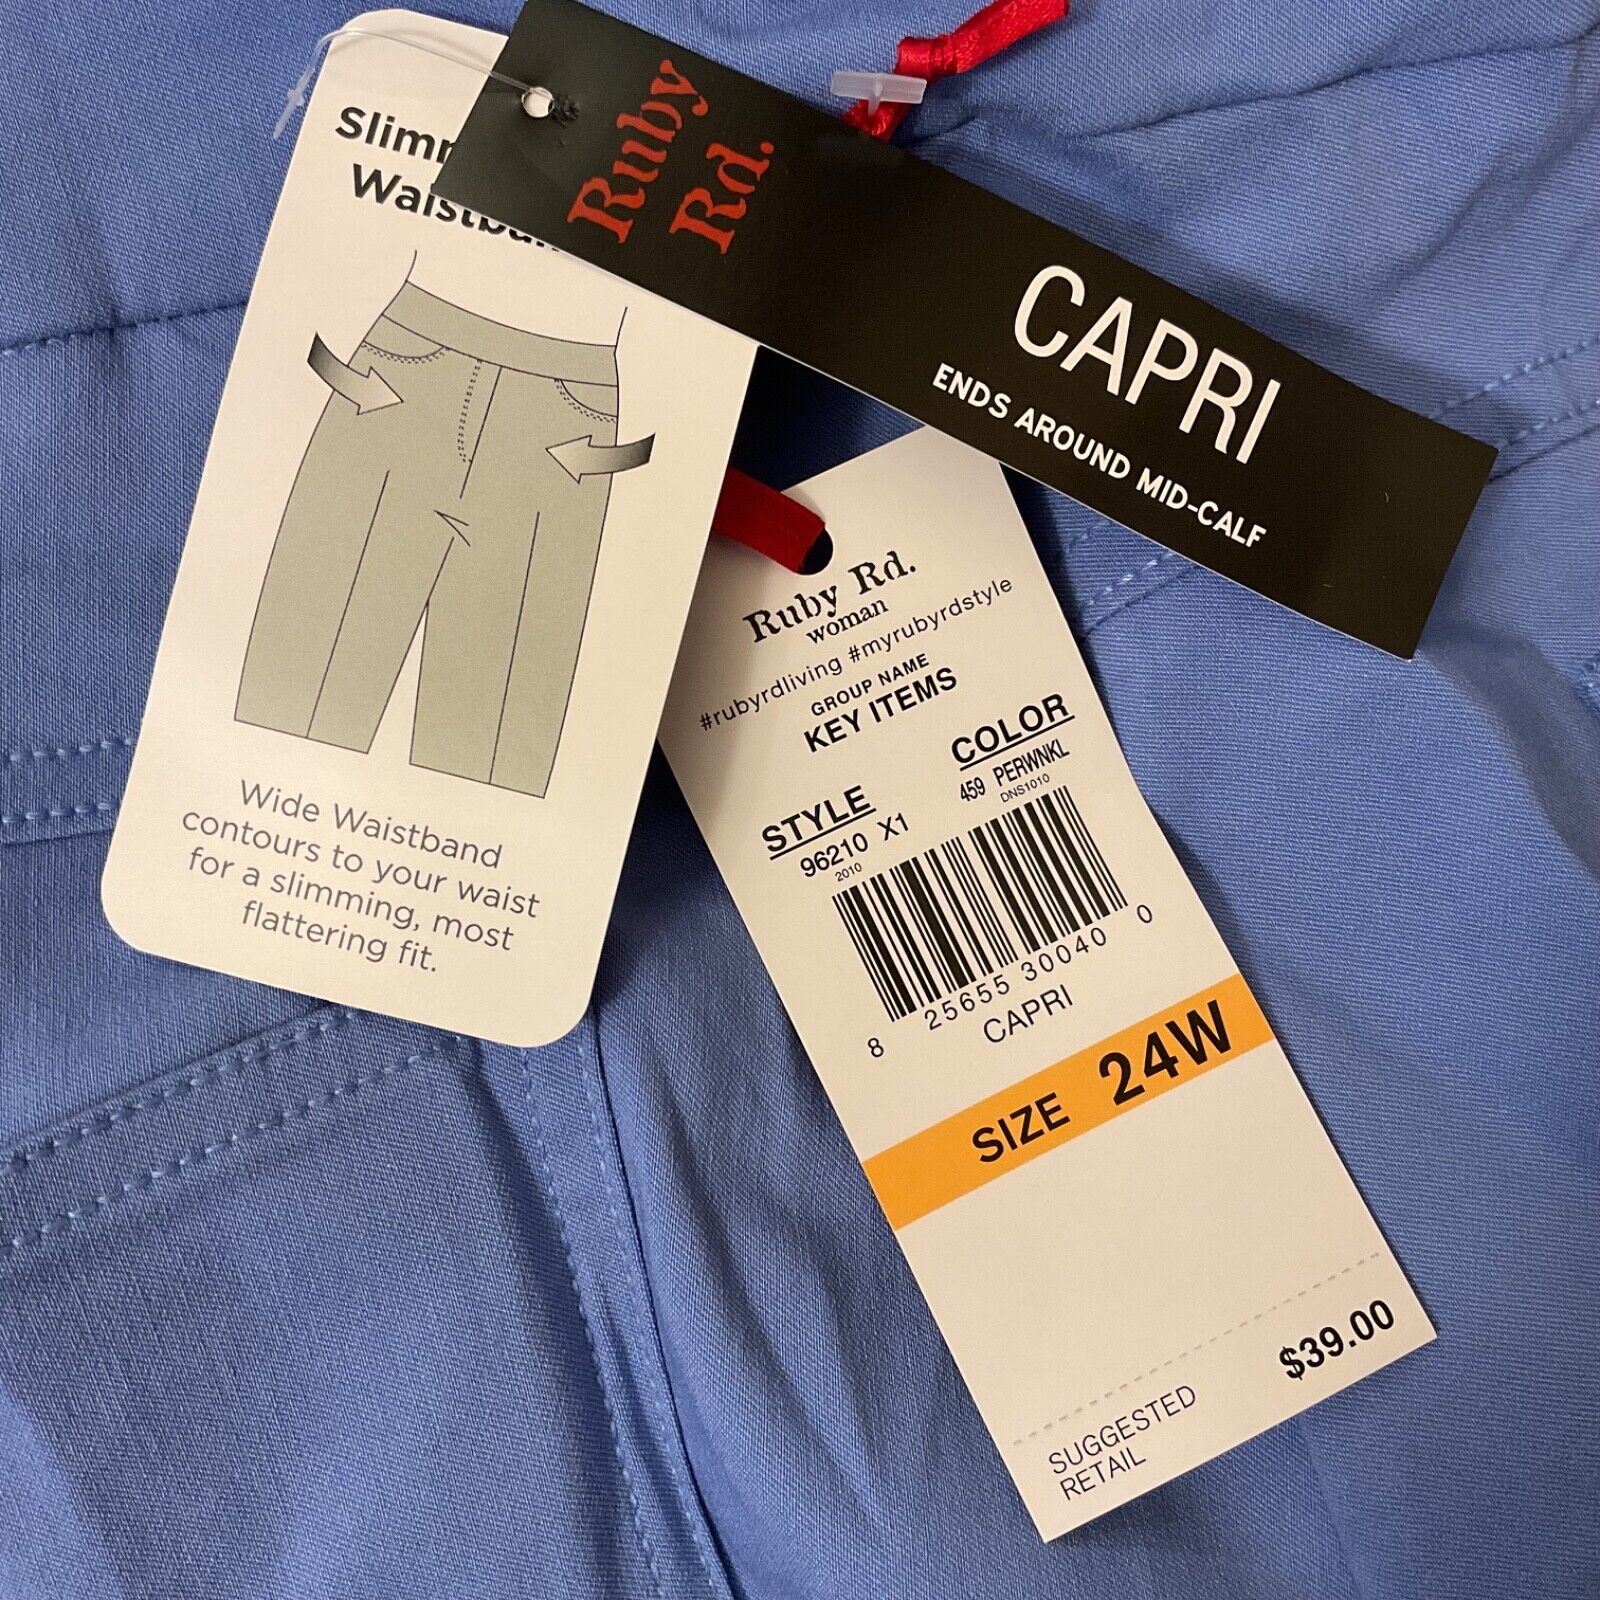 Wide Waistband
contours to your waist
for a slimming, most
flattering fit.
Ruby
Rd.
CAPRI
ENDS AROUND MID-CALF
Ruby Rd.
woman
#rubyrdliving #myrubyrdstyle
GROUP NAME
KEY ITEMS
STYLE
96210 X1
2010
COLOR
459 PERWNKL
DNS1010
8 25655 30040 0
CAPRI
SIZE 24W
$39.00
SUGGESTED
RETAIL